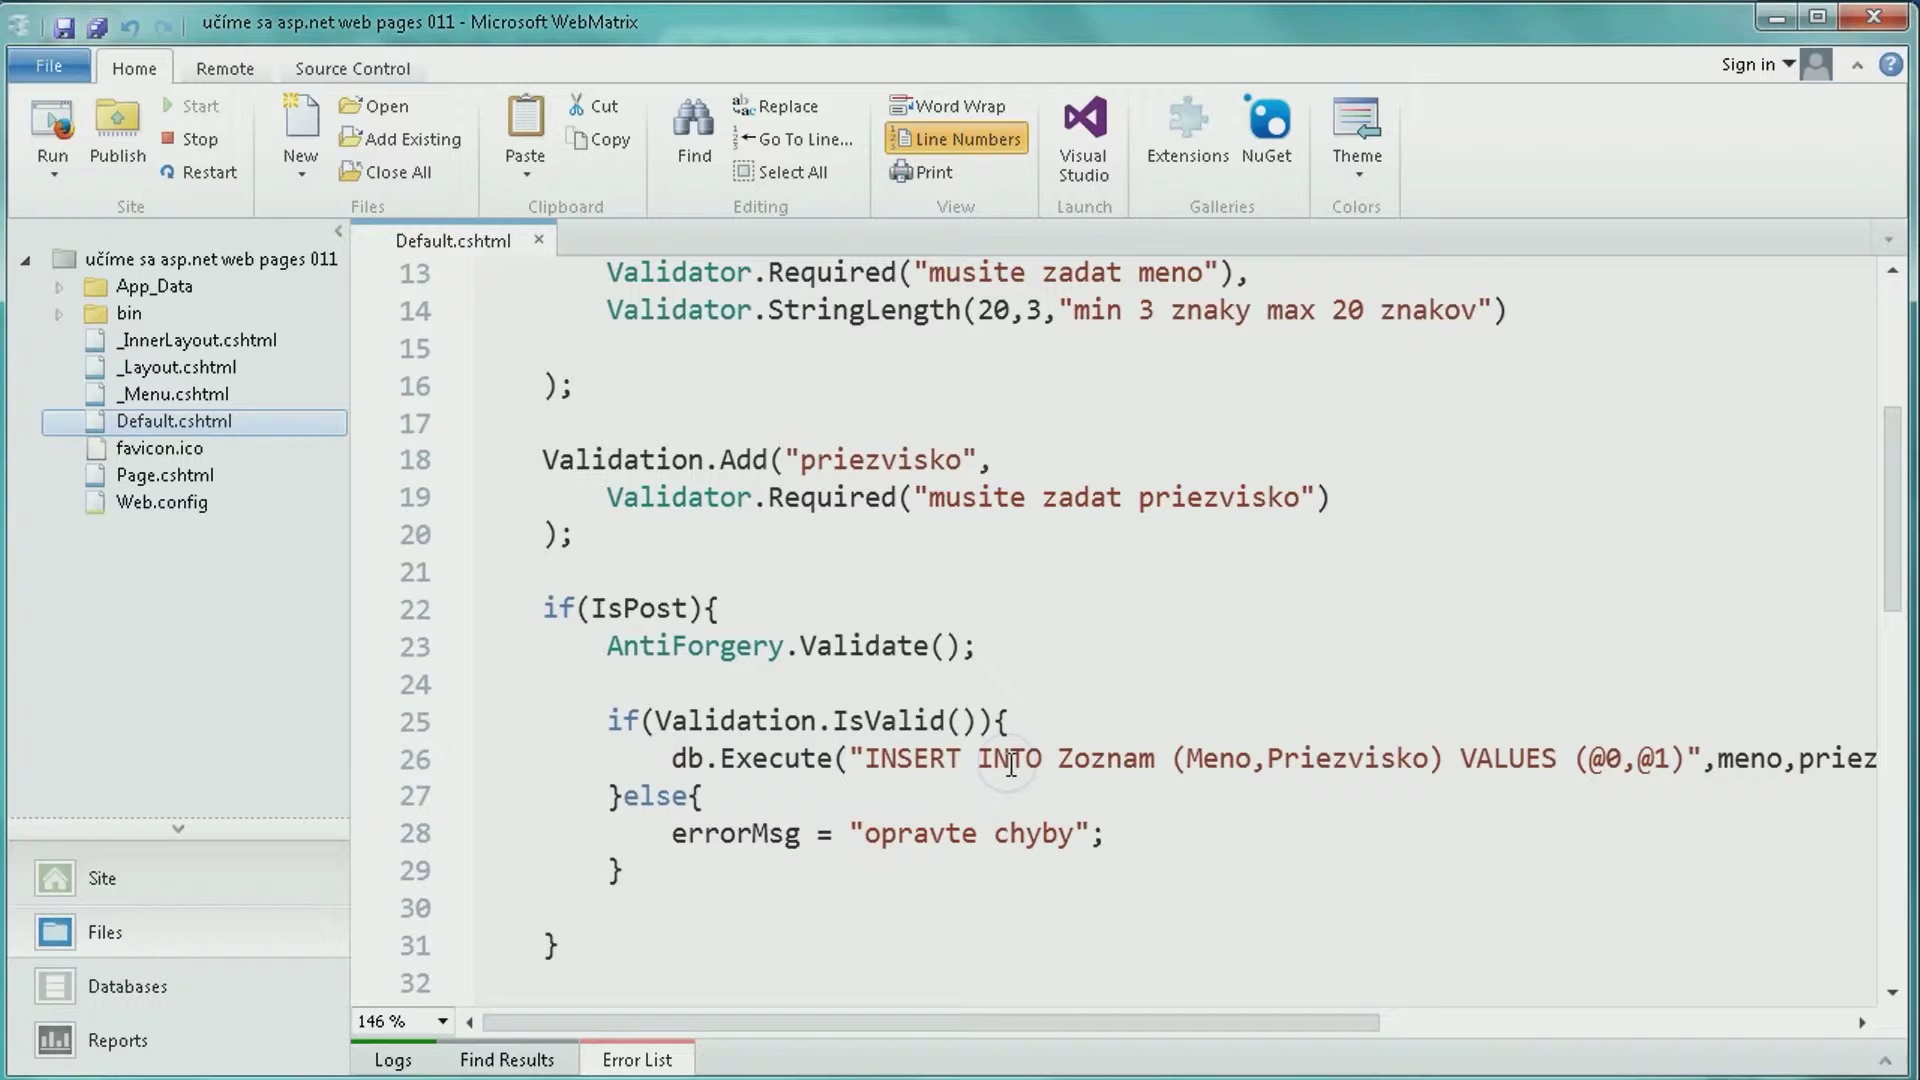 učíme sa asp.net web pages 011 - Microsoft WebMatrix
File
Home
Remote
Source Control
Sign in
Run
Publish
Start
Stop
Restart
Site
New
Open
Add Existing
Close All
Files
Paste
Cut
Copy
Clipboard
Find
Replace
Go To Line...
Select All
Editing
Word Wrap
Line Numbers
Print
View
Visual
Studio
Launch
Extensions
NuGet
Galleries
Theme
Colors
učíme sa asp.net web pages 011
App_Data
bin
_InnerLayout.cshtml
_Layout.cshtml
_Menu.cshtml
Default.cshtml
favicon.ico
Page.cshtml
Web.config
Site
Files
Databases
Reports
Default.cshtml
13 Validator.Required("musite zadat meno"),
14 Validator.StringLength(20,3,"min 3 znaky max 20 znakov")
15
16 );
17
18 Validation.Add("priezvisko",
19 Validator.Required("musite zadat priezvisko")
20 );
21
22 if(IsPost){
23 AntiForgery.Validate();
24
25 if(Validation.IsValid()){
26 db.Execute("INSERT INTO Zoznam (Meno,Priezvisko) VALUES (@0,@1)",meno,priez
27 }else{
28 errorMsg = "opravte chyby";
29 }
30
31 }
32
146 %
Logs
Find Results
Error List